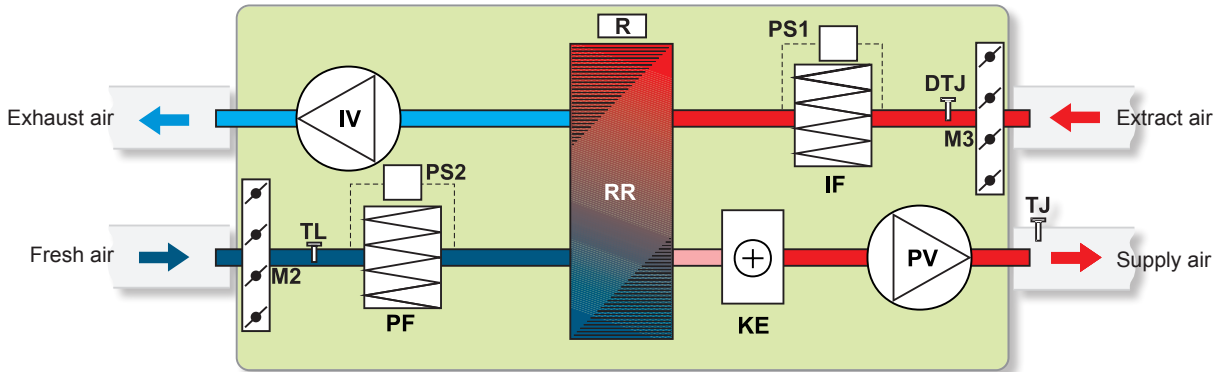 R
PS1
DTJ
Exhaust air
IV
Extract air
M3
PS2
RR
IF
TJ
TL
Fresh air
PV
Supply air
M2
PF
KE